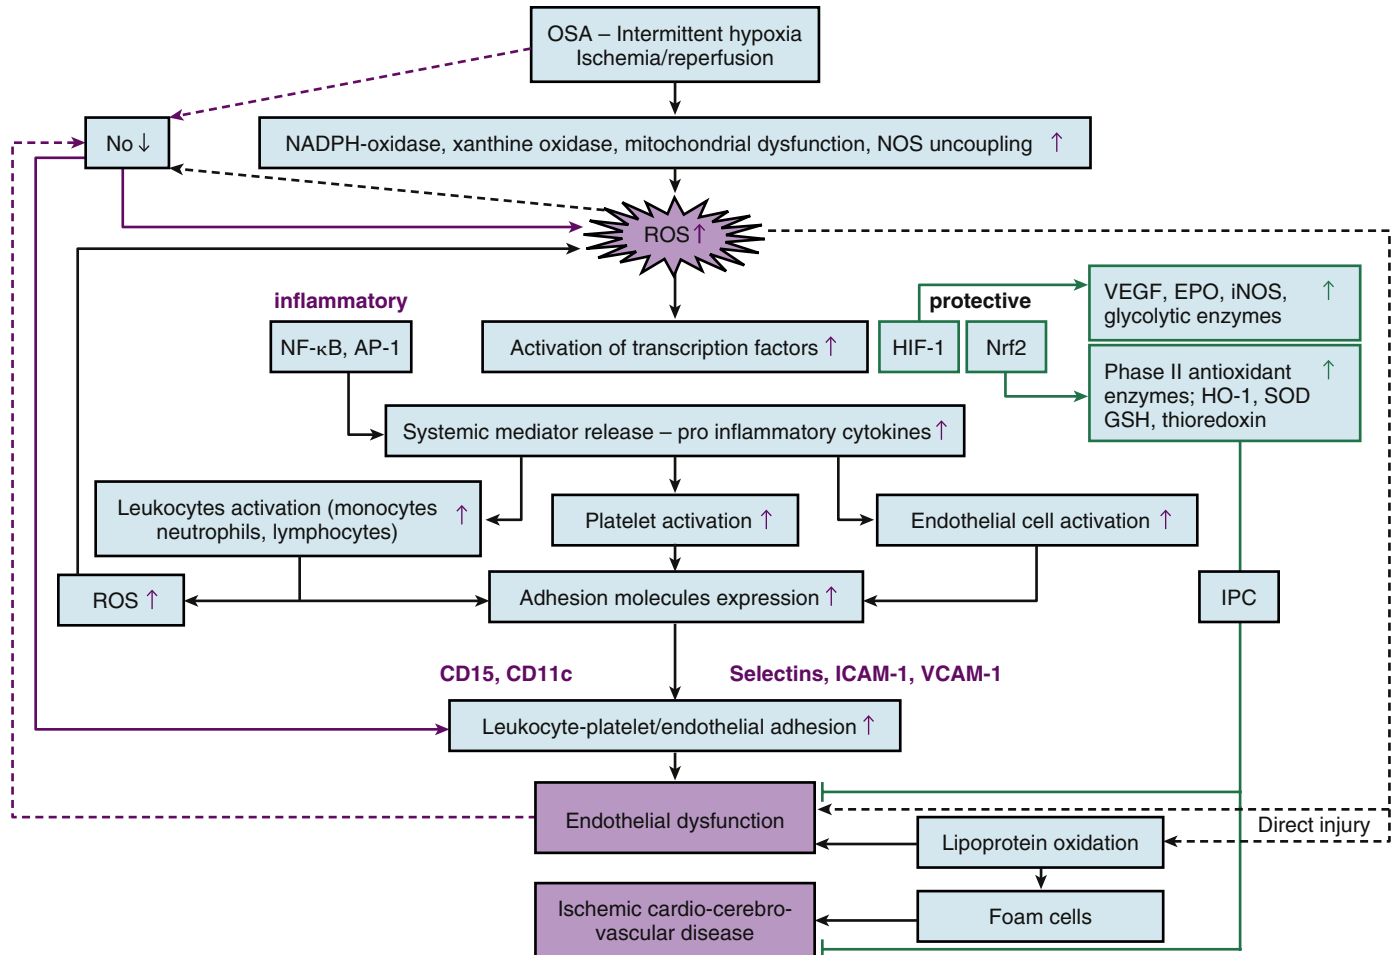 OSA – Intermittent hypoxia
Ischemia/reperfusion
No ↓
NADPH-oxidase, xanthine oxidase, mitochondrial dysfunction, NOS uncoupling ↑
ROS ↑
inflammatory
protective
VEGF, EPO, iNOS, ↑
glycolytic enzymes
NF-κB, AP-1
Activation of transcription factors ↑
HIF-1
Nrf2
Phase II antioxidant ↑
enzymes; HO-1, SOD
GSH, thioredoxin
Systemic mediator release – pro inflammatory cytokines ↑
Leukocytes activation (monocytes ↑
neutrophils, lymphocytes)
Platelet activation ↑
Endothelial cell activation ↑
ROS ↑
Adhesion molecules expression ↑
IPC
CD15, CD11c
Selectins, ICAM-1, VCAM-1
Leukocyte-platelet/endothelial adhesion ↑
Endothelial dysfunction
Direct injury
Lipoprotein oxidation
Ischemic cardio-cerebro-
vascular disease
Foam cells